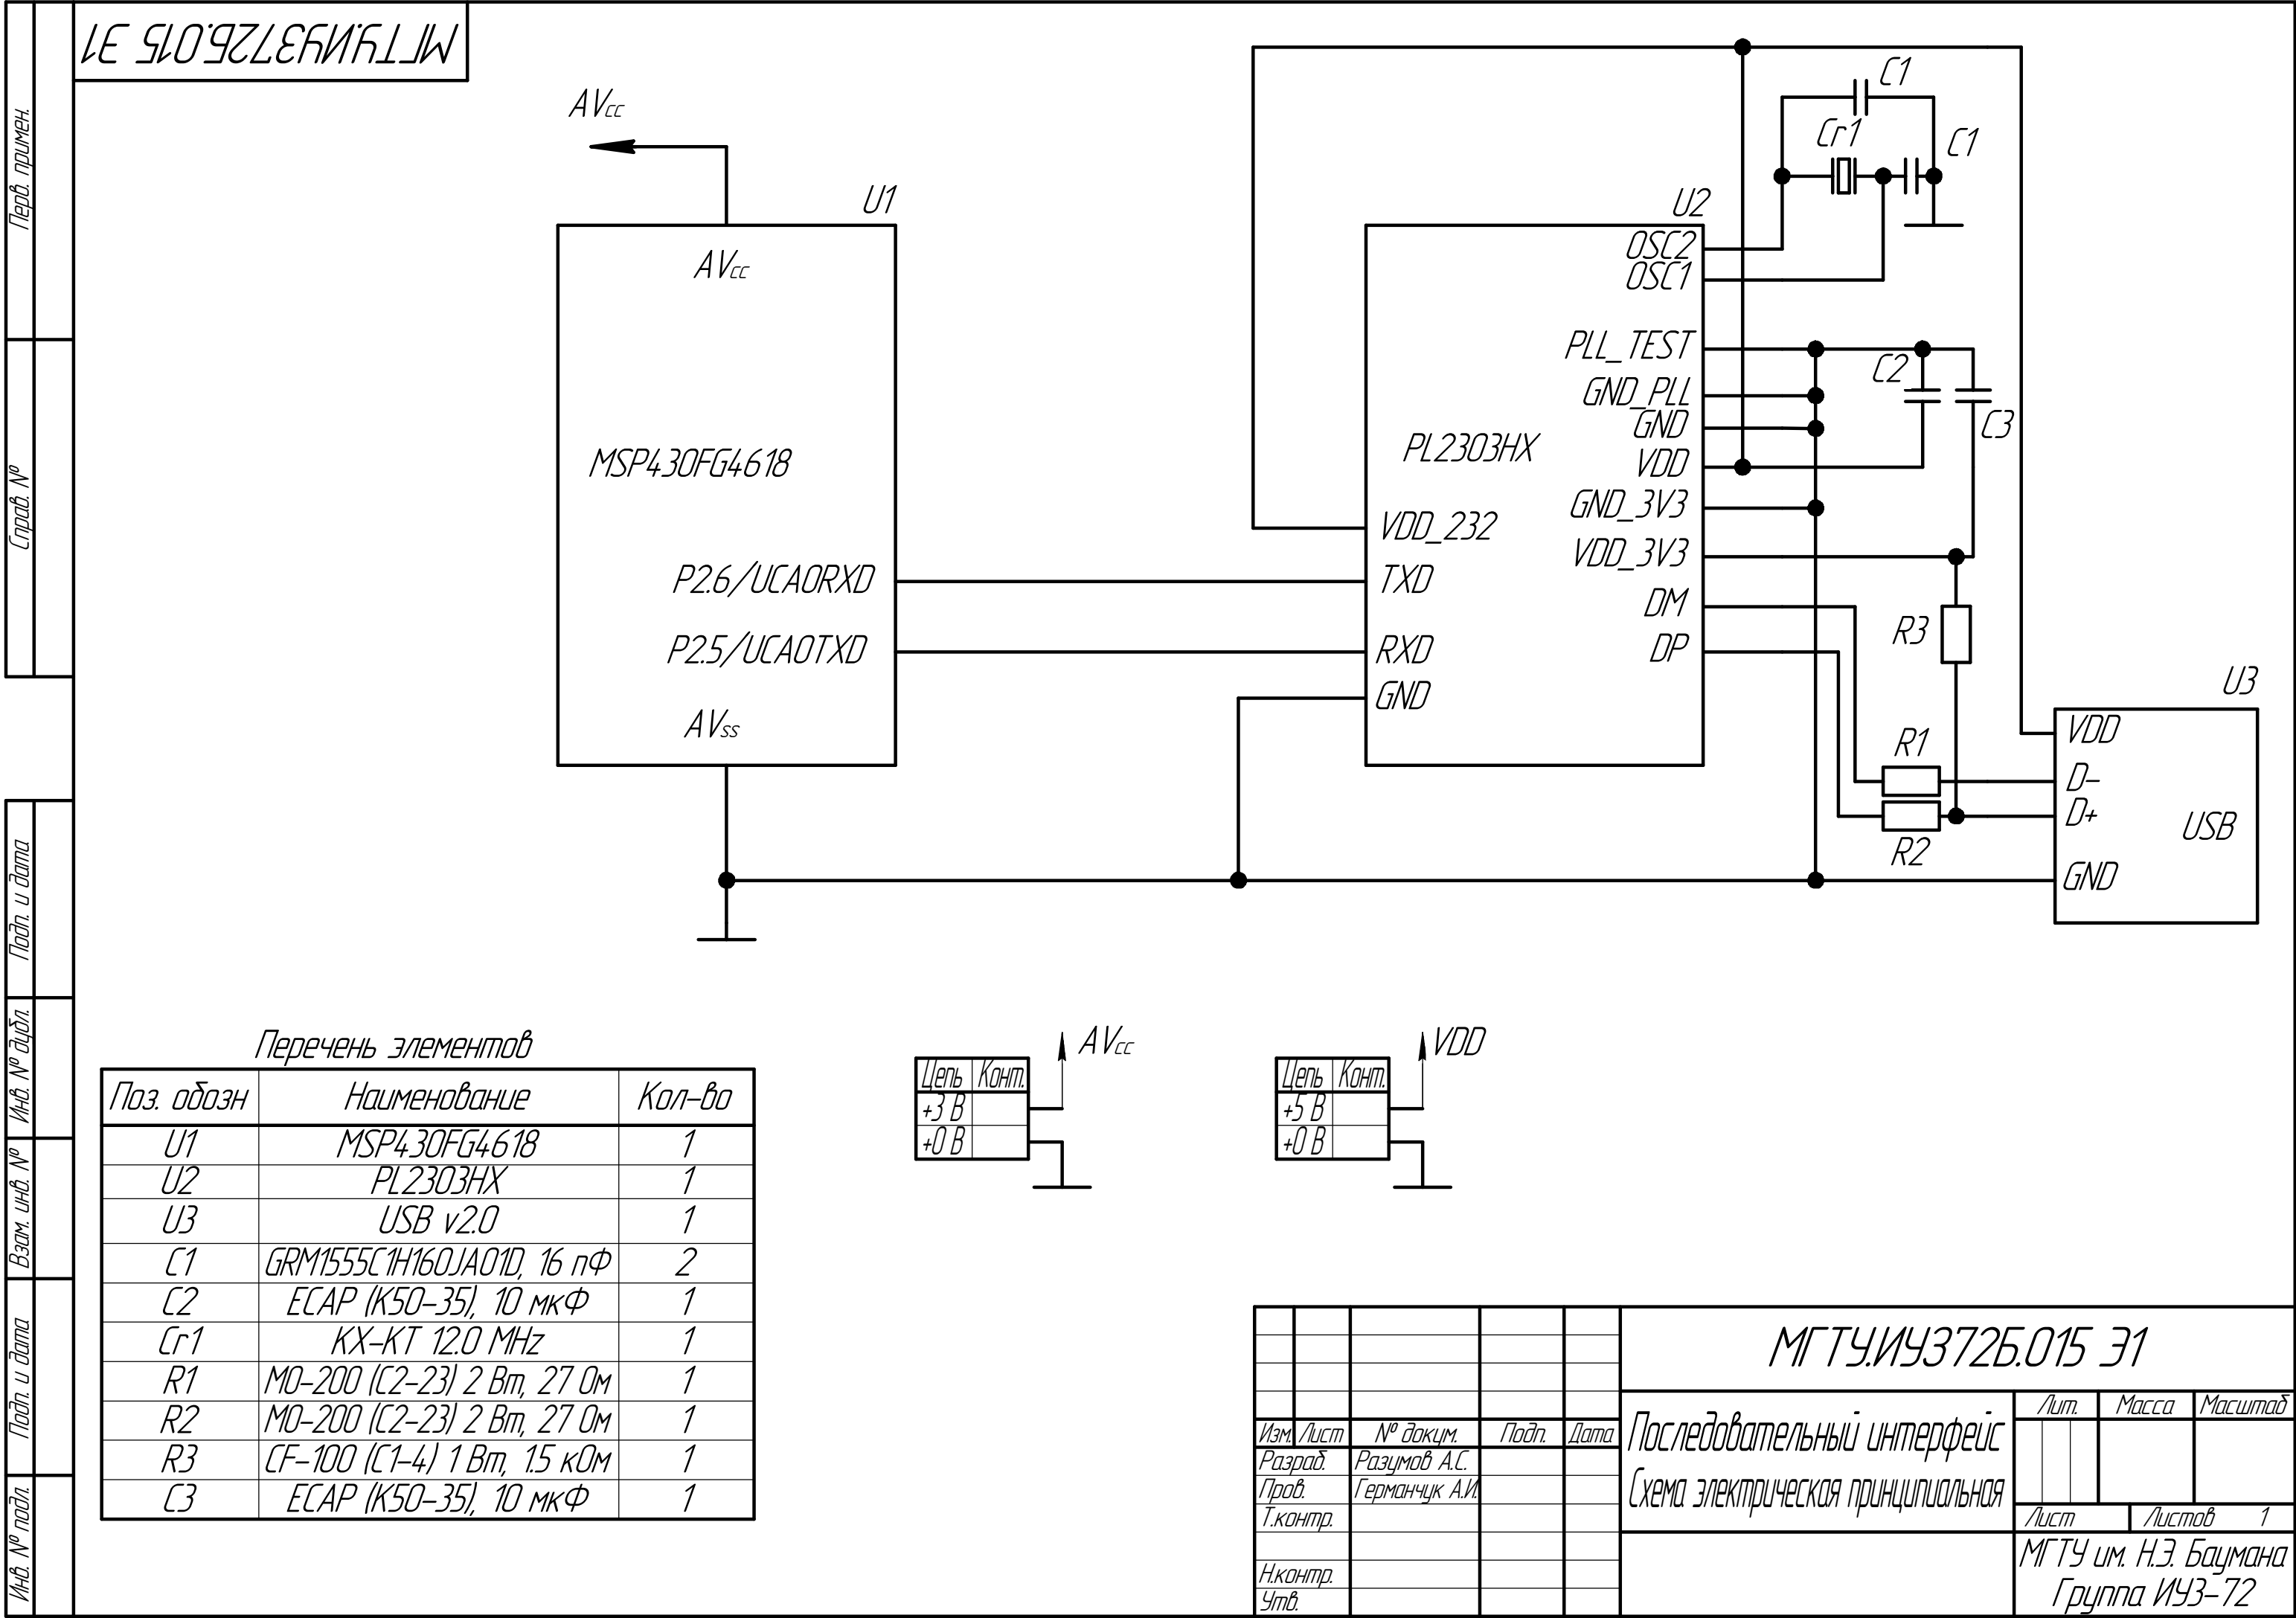 МГТУ.ИУ372Б.015 Э1
Перв. примен.
Справ. №
Подп. и дата
Инв. № дубл.
Взам. инв. №
Подп. и дата
Инв. № подл.
AVcc
U1
AVcc
MSP430FG4618
P2.6/UCA0RXD
P2.5/UCA0TXD
AVss
U2
OSC2
OSC1
PLL_TEST
GND_PLL
GND
PL2303HX
VDD
GND_3V3
VDD_232
VDD_3V3
TXD
DM
RXD
DP
GND
C1
Cr1
C1
C2
C3
R3
R1
R2
U3
VDD
D-
D+
USB
GND
Перечень элементов
Поз. обозн Наименование Кол-во
U1 MSP430FG4618 1
U2 PL2303HX 1
U3 USB v2.0 1
C1 GRM1555C1H160JA01D, 16 пФ 2
C2 ECAP (К50-35), 10 мкФ 1
Cr1 KX-KT 12.0 MHz 1
R1 МО-200 (С2-23) 2 Вт, 27 Ом 1
R2 МО-200 (С2-23) 2 Вт, 27 Ом 1
R3 CF-100 (С1-4) 1 Вт, 1.5 кОм 1
C3 ECAP (К50-35), 10 мкФ 1
AVcc
Цепь Конт.
+3 В
+0 В
VDD
Цепь Конт.
+5 В
+0 В
МГТУ.ИУ372Б.015 Э1
Изм. Лист № докум. Подп. Дата
Разраб. Разумов А.С.
Пров. Германчук А.И.
Т.контр.
Н.контр.
Утв.
Последовательный интерфейс
Схема электрическая принципиальная
Лит. Масса Масштаб
Лист Листов 1
МГТУ им. Н.Э. Баумана
Группа ИУ3-72